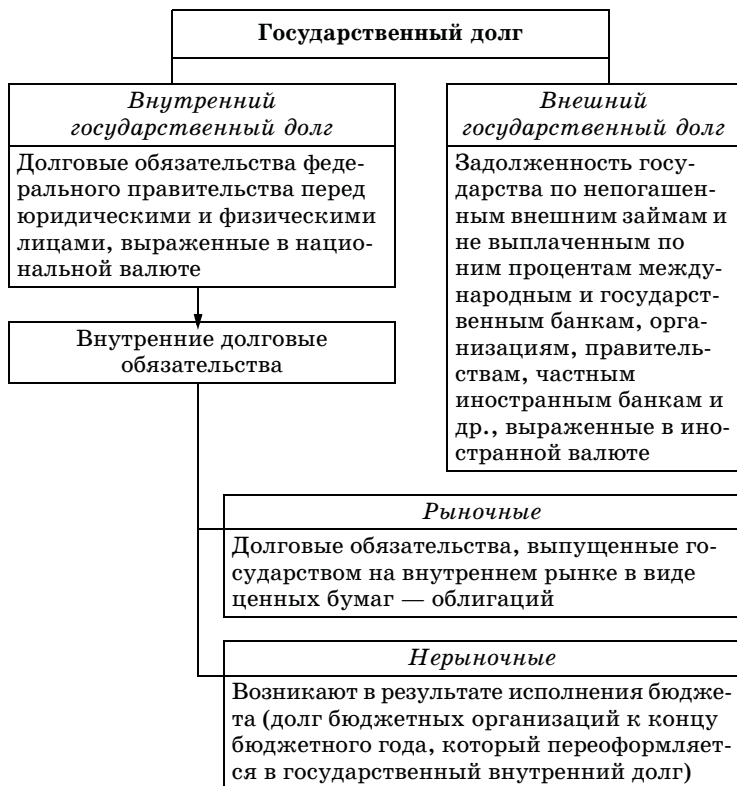 Государственный долг
Внутренний
государственный долг
Долговые обязательства феде-
рального правительства перед
юридическими и физическими
лицами, выраженные в нацио-
нальной валюте
Внутренние долговые
обязательства
Внешний
государственный долг
Задолженность госу-
дарства по непогашен-
ным внешним займам и
не выплаченным по
ним процентам между-
народным и государст-
венным банкам, орга-
низациям, правитель-
ствам, частным
иностранным банкам и
др., выраженные в ино-
странной валюте
Рыночные
Долговые обязательства, выпущенные го-
сударством на внутреннем рынке в виде
ценных бумаг — облигаций
Нерыночные
Возникают в результате исполнения бюдже-
та (долг бюджетных организаций к концу
бюджетного года, который переоформляет-
ся в государственный внутренний долг)